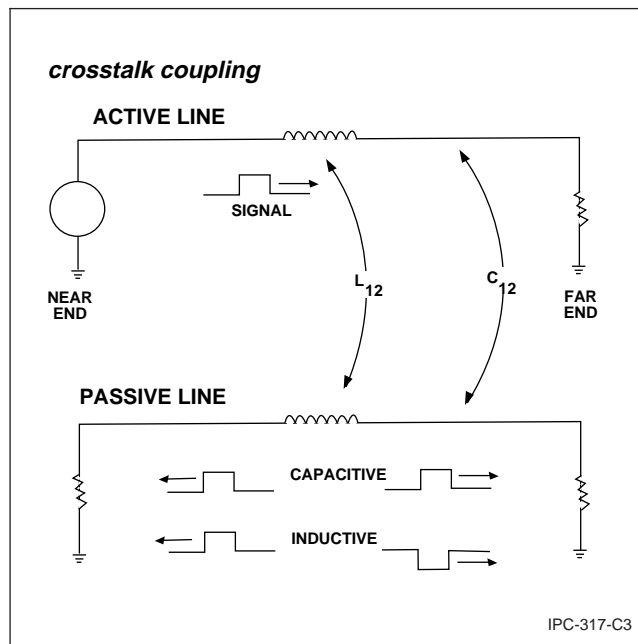 crosstalk coupling
ACTIVE LINE
SIGNAL
NEAR
END
L12
C12
FAR
END
PASSIVE LINE
CAPACITIVE
INDUCTIVE
IPC-317-C3